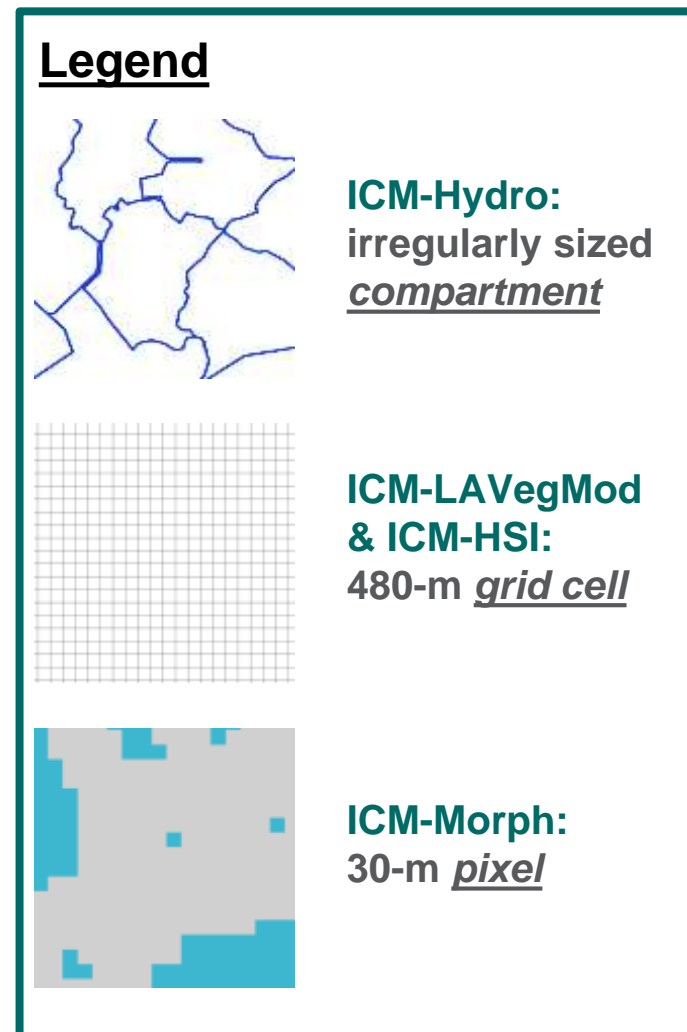 Legend
ICM-Hydro:
irregularly sized
compartment
ICM-LAVegMod
& ICM-HSI:
480-m grid cell
ICM-Morph:
30-m pixel